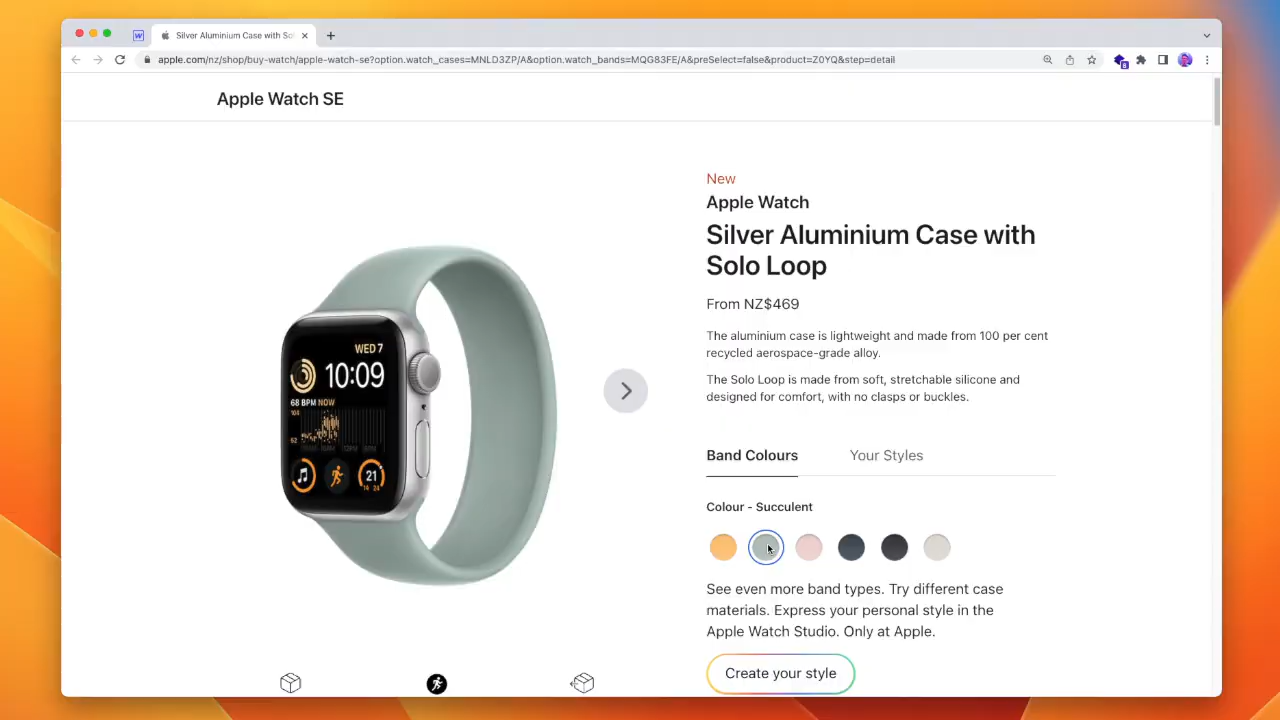 Silver Aluminium Case with So
apple.com/nz/shop/buy-watch/apple-watch-se?option.watch_cases=MNLD3ZP/A&option.watch_bands=MQG83FE/A&preSelect=false&product=Z0YQ&step=detail
Apple Watch SE
New
Apple Watch
Silver Aluminium Case with
Solo Loop
From NZ$469
The aluminium case is lightweight and made from 100 per cent
recycled aerospace-grade alloy.
The Solo Loop is made from soft, stretchable silicone and
designed for comfort, with no clasps or buckles.
WED 7
10:09
68 BPM NOW
21
Band Colours
Your Styles
Colour - Succulent
See even more band types. Try different case
materials. Express your personal style in the
Apple Watch Studio. Only at Apple.
Create your style